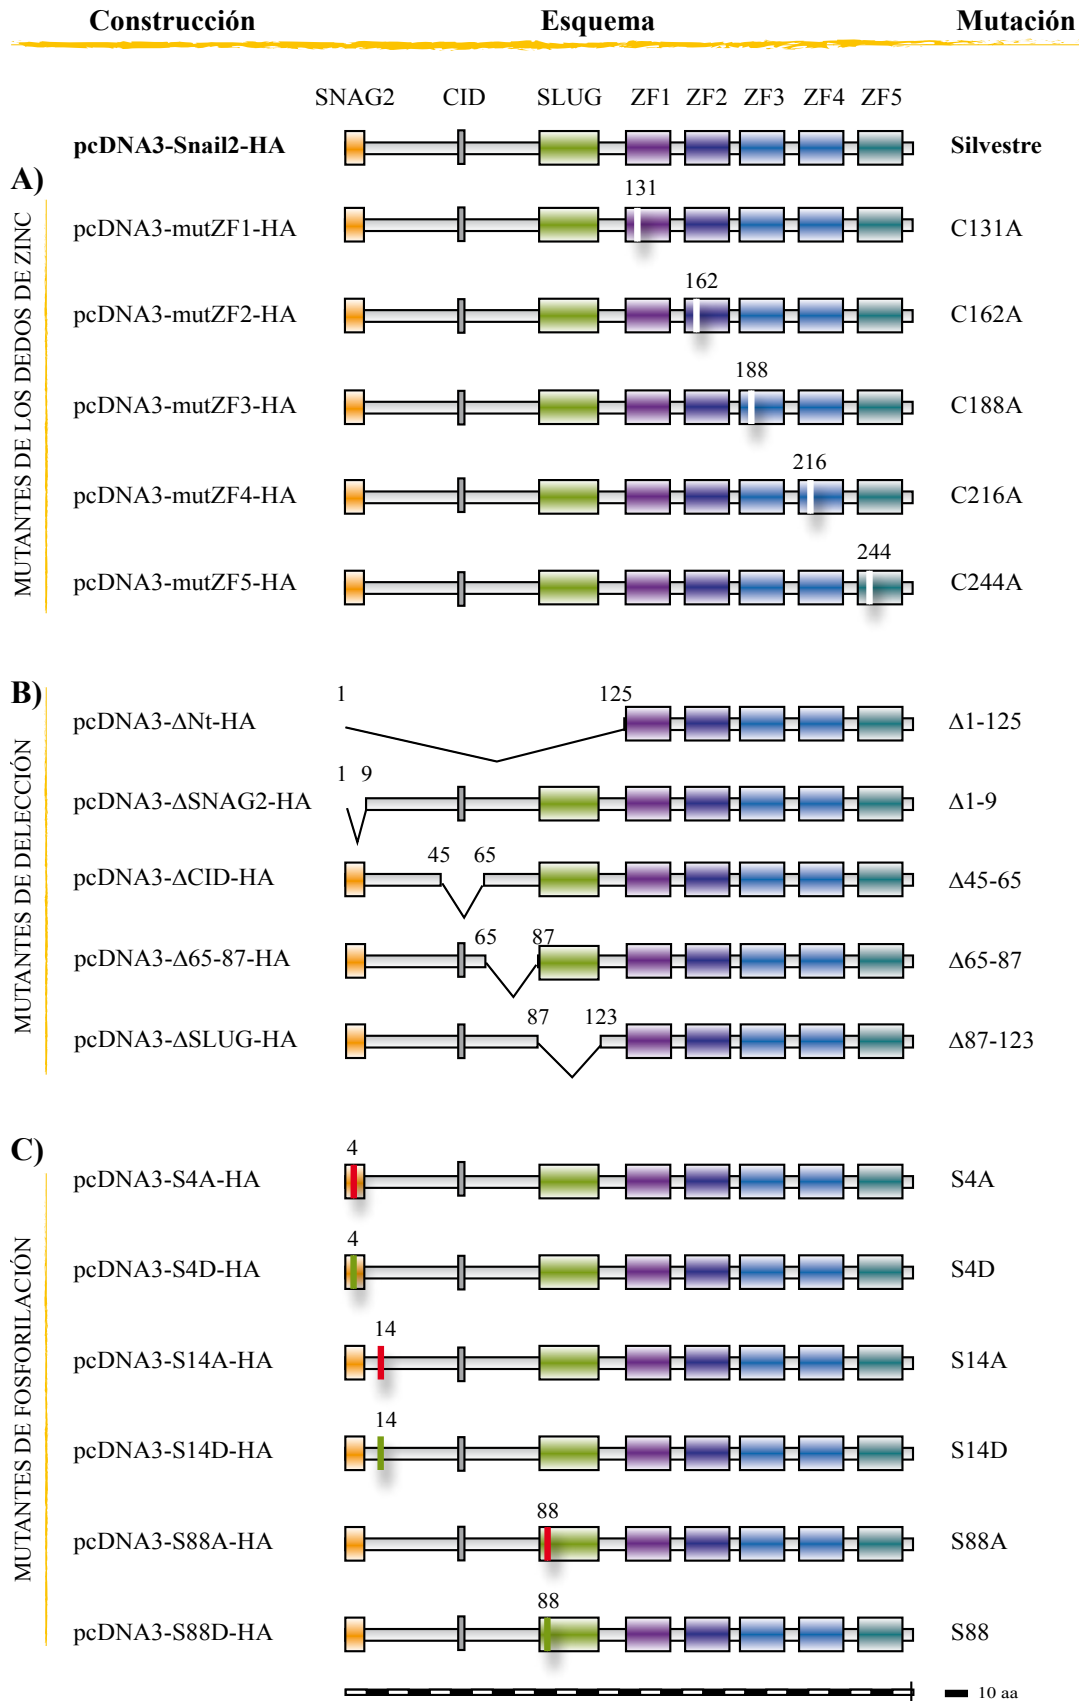 Construcción Esquema Mutación
SNAG2 CID SLUG ZF1 ZF2 ZF3 ZF4 ZF5
pcDNA3-Snail2-HA Silvestre
A)
MUTANTES DE LOS DEDOS DE ZINC
131
pcDNA3-mutZF1-HA C131A
162
pcDNA3-mutZF2-HA C162A
188
pcDNA3-mutZF3-HA C188A
216
pcDNA3-mutZF4-HA C216A
244
pcDNA3-mutZF5-HA C244A
B)
MUTANTES DE DELECCIÓN
1 125
pcDNA3-ΔNt-HA Δ1-125
1 9
pcDNA3-ΔSNAG2-HA Δ1-9
45 65
pcDNA3-ΔCID-HA Δ45-65
65 87
pcDNA3-Δ65-87-HA Δ65-87
87 123
pcDNA3-ΔSLUG-HA Δ87-123
C)
MUTANTES DE FOSFORILACIÓN
4
pcDNA3-S4A-HA S4A
4
pcDNA3-S4D-HA S4D
14
pcDNA3-S14A-HA S14A
14
pcDNA3-S14D-HA S14D
88
pcDNA3-S88A-HA S88A
88
pcDNA3-S88D-HA S88
10 aa